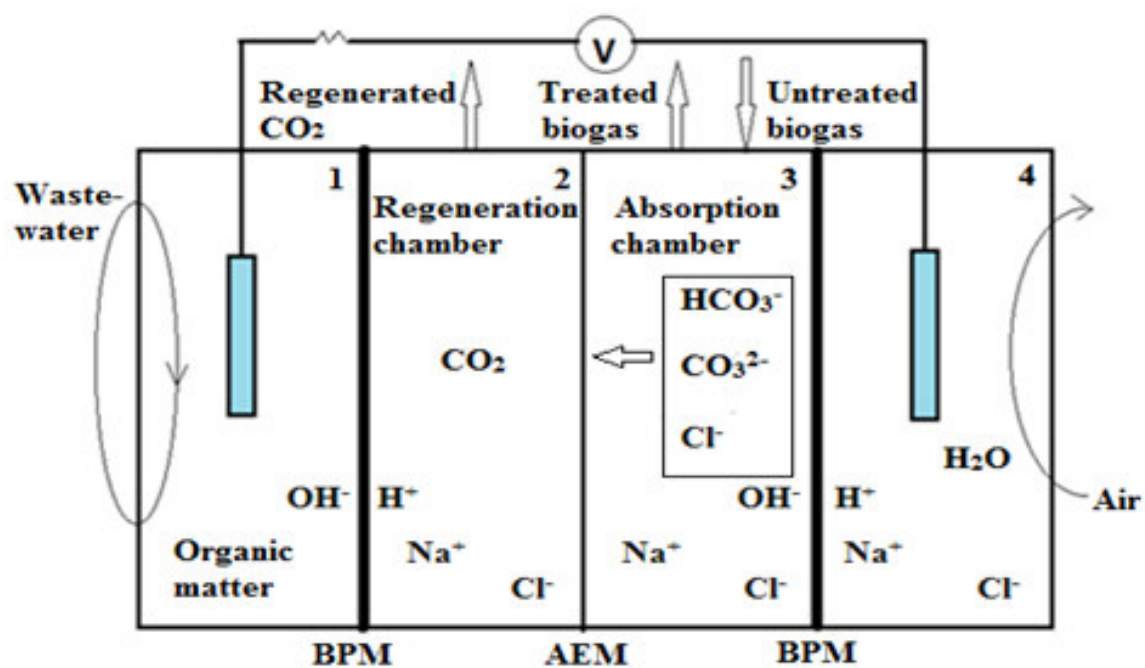 V
Regenerated
CO₂
Treated
biogas
Untreated
biogas
1
2
3
4
Waste-
water
Regeneration
chamber
Absorption
chamber
HCO₃⁻
CO₃²⁻
Cl⁻
CO₂
H₂O
OH⁻
H⁺
OH⁻
H⁺
Air
Organic
matter
Na⁺
Cl⁻
Na⁺
Cl⁻
Na⁺
Cl⁻
BPM
AEM
BPM